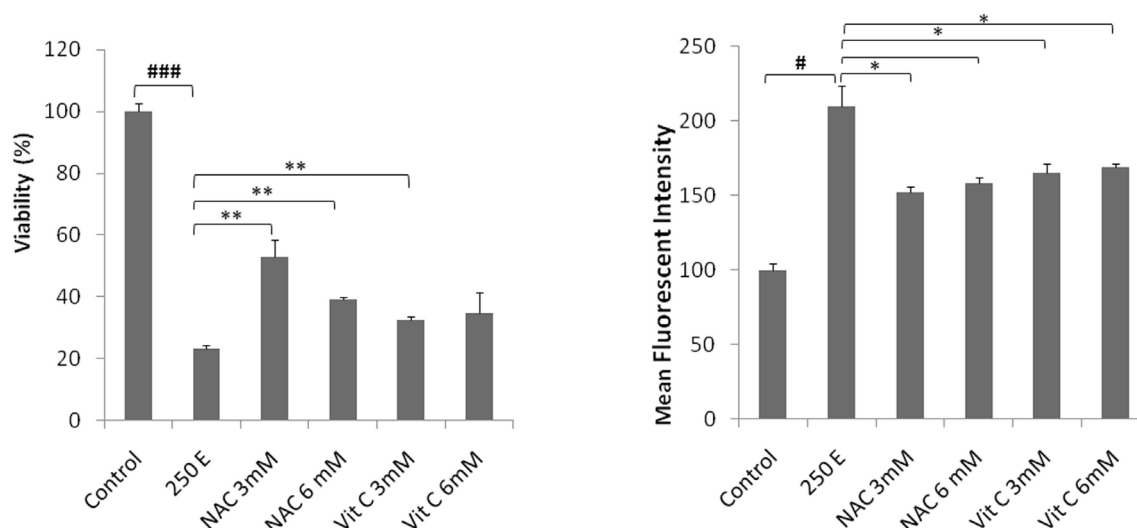 Viability (%)
120
100
80
60
40
20
0
###
**
**
**
Control
250 E
NAC 3mM
NAC 6 mM
Vit C 3mM
Vit C 6mM
Mean Fluorescent Intensity
250
200
150
100
50
0
#
*
*
*
*
Control
250 E
NAC 3mM
NAC 6 mM
Vit C 3mM
Vit C 6mM